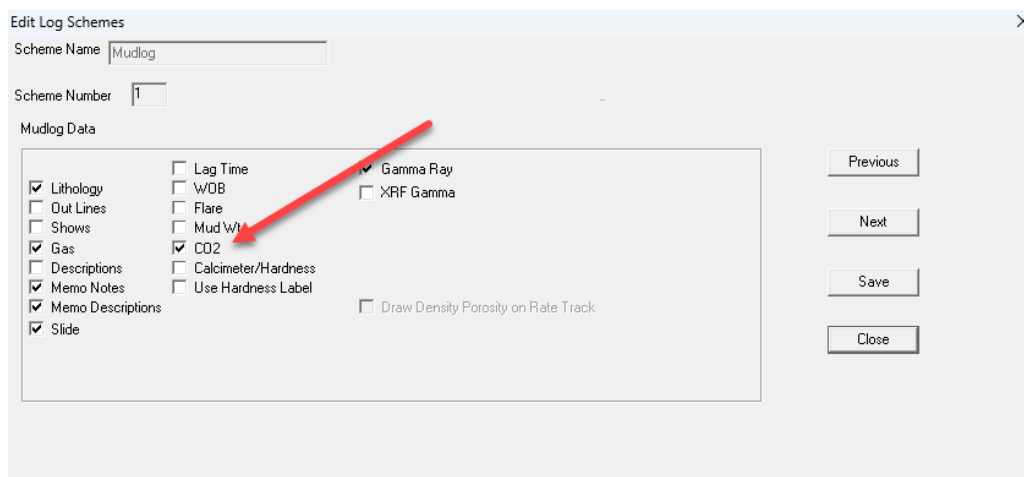 Edit Log Schemes
Scheme Name Mudlog
Scheme Number 1
Mudlog Data
Lithology
Out Lines
Shows
Gas
Descriptions
Memo Notes
Memo Descriptions
Slide
Lag Time
WOB
Flare
Mud W
CO2
Calcimeter/Hardness
Use Hardness Label
Gamma Ray
XRF Gamma
Draw Density Porosity on Rate Track
Previous
Next
Save
Close